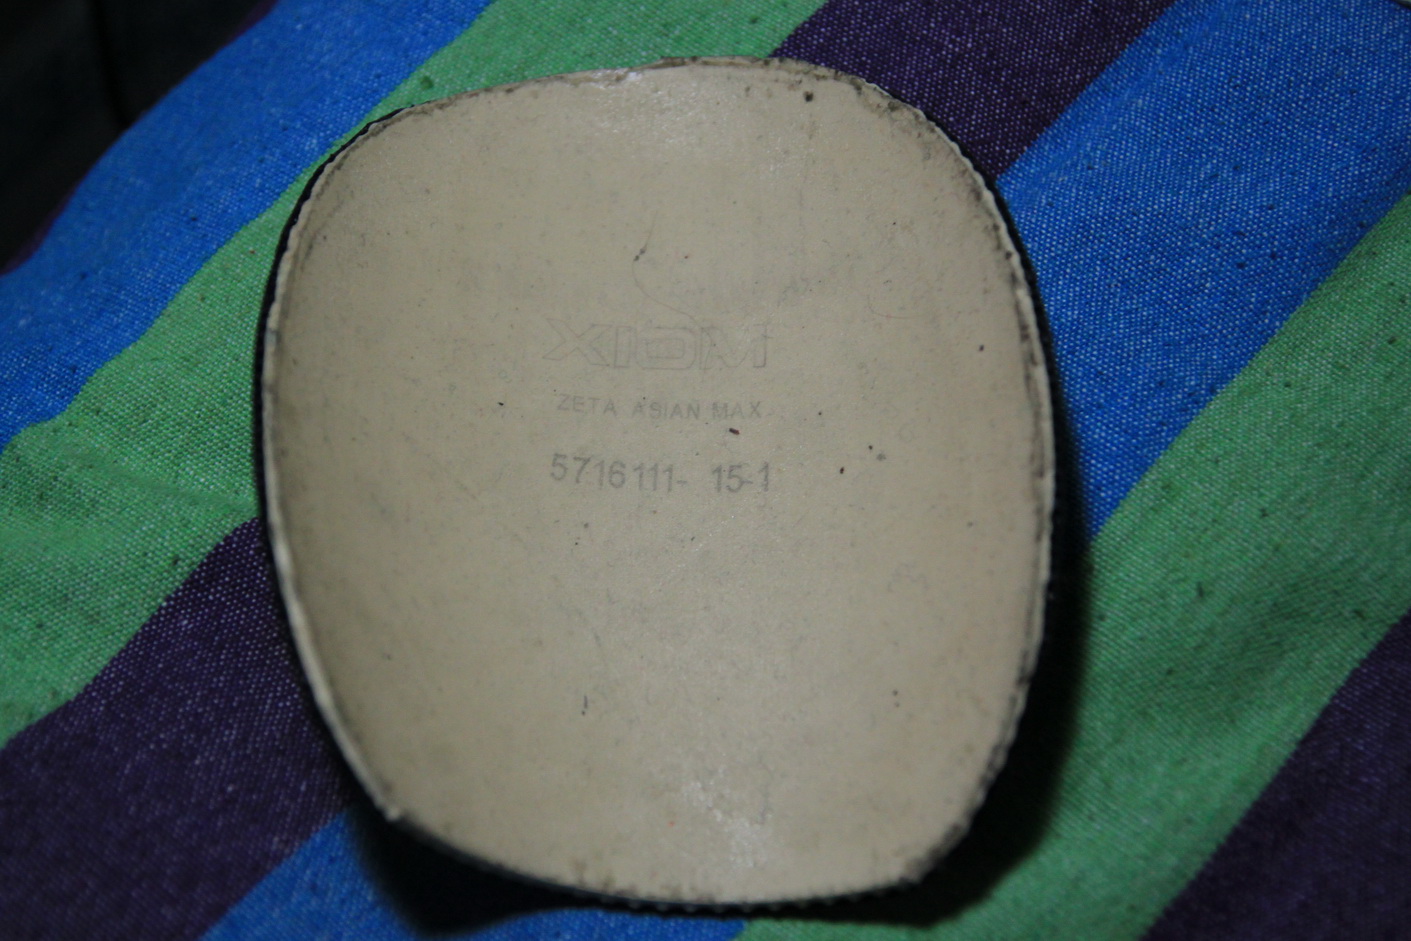 XIOM
ZETA ASIAN MAX
5716111- 15-1